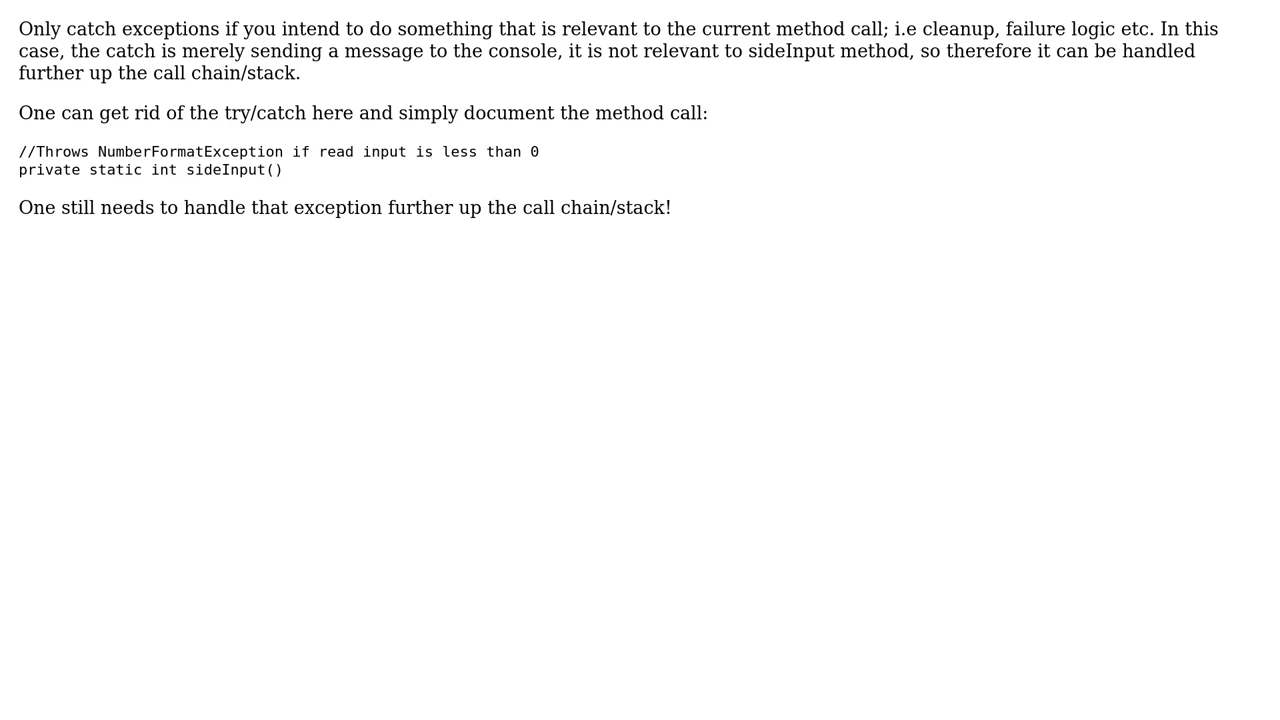 Only catch exceptions if you intend to do something that is relevant to the current method call; i.e cleanup, failure logic etc. In this
case, the catch is merely sending a message to the console, it is not relevant to sideInput method, so therefore it can be handled
further up the call chain/stack.
One can get rid of the try/catch here and simply document the method call:
//Throws NumberFormatException if read input is less than 0
private static int sideInput()
One still needs to handle that exception further up the call chain/stack!